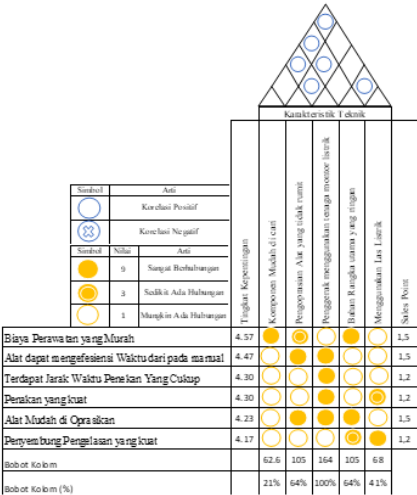 Karakteristik Teknik
Tingkat Kepentingan
Komponen Mudah di cari
Pengoprasian Alat yang tidak rumit
Penggerak menggunakan tenaga momor listrik
Bahan Rangka utama yang ringan
Menggunakan Las Listrik
Sales Point
Simbol Arti
Korelasi Positif
Korelasi Negatif
Simbol Nilai Arti
9 Sangat Berhubungan
3 Sedikit Ada Hubungan
1 Mungkin Ada Hubungan
Biaya Perawatan yang Murah 4.57 1,5
Alat dapat mengefesiensi Waktu dari pada manual 4.47 1,5
Terdapat Jarak Waktu Penekan Yang Cukup 4.30 1,2
Penakan yang kuat 4.30 1,2
Alat Mudah di Oprasikan 4.23 1,5
Penyembung Pengelasan yang kuat 4.17 1,2
Bobot Kolom 62.6 105 164 105 68
Bobot Kolom (%) 21% 64% 100% 64% 41%